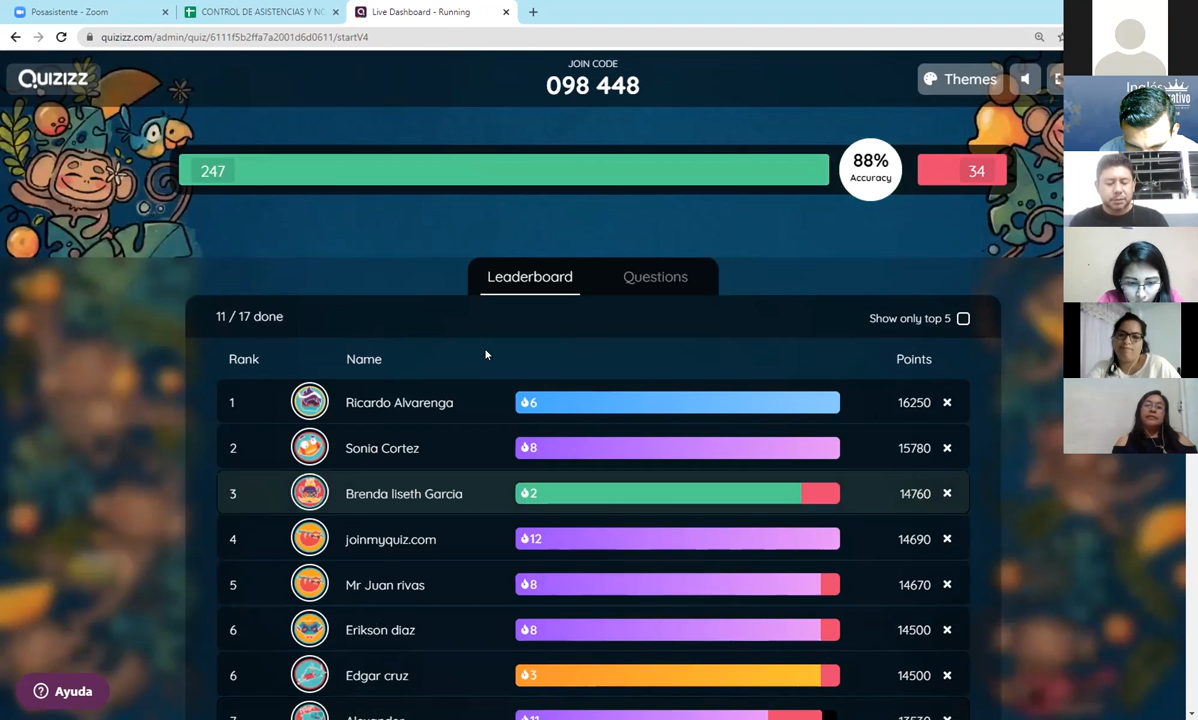 Posasistente - Zoom
CONTROL DE ASISTENCIAS Y NO
Live Dashboard - Running
quizizz.com/admin/quiz/6111f5b2ffa7a2001d6d0611/startV4
Quizizz
JOIN CODE
098 448
Themes
247
88%
Accuracy
34
Leaderboard
Questions
11 / 17 done
Show only top 5
Rank Name Points
1 Ricardo Alvarenga 6 16250
2 Sonia Cortez 8 15780
3 Brenda liseth Garcia 2 14760
4 joinmyquiz.com 12 14690
5 Mr Juan rivas 8 14670
6 Erikson diaz 8 14500
6 Edgar cruz 3 14500
Ayuda
Inglés